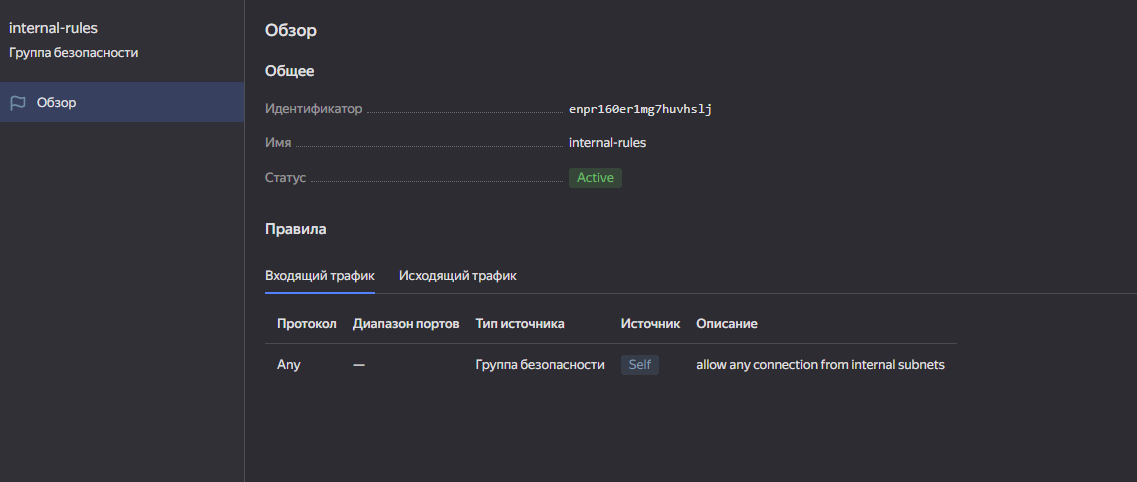 internal-rules
Группа безопасности
Обзор
Обзор
Общее
Идентификатор enpr160er1mg7huvhslj
Имя internal-rules
Статус Active
Правила
Входящий трафик Исходящий трафик
Протокол Диапазон портов Тип источника Источник Описание
Any — Группа безопасности Self allow any connection from internal subnets